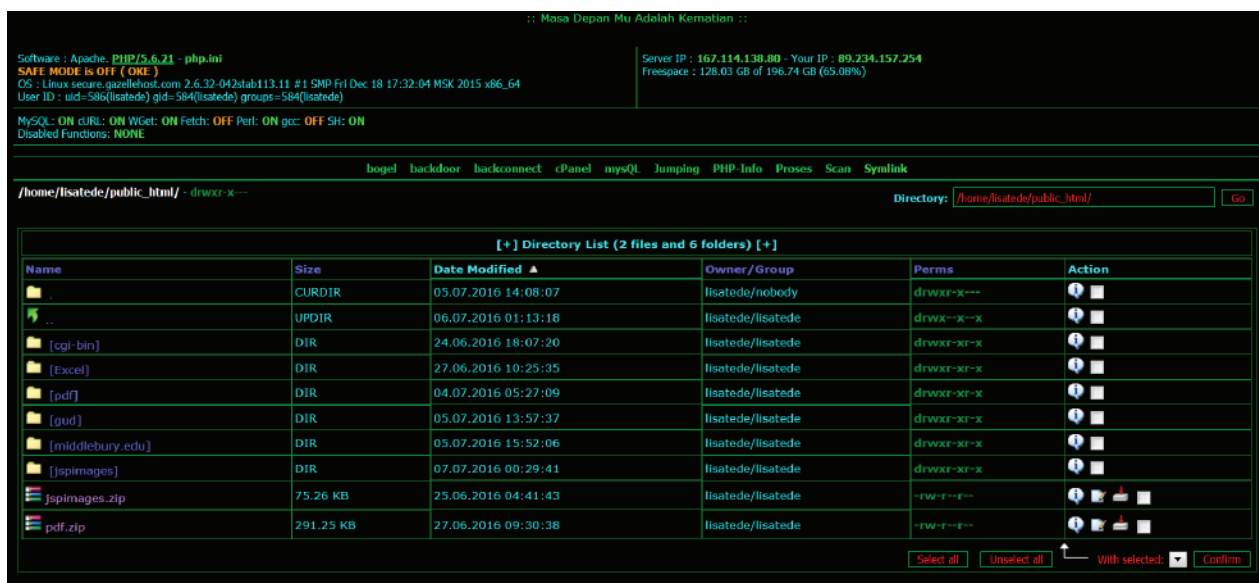 :: Masa Depan Mu Adalah Kematian ::
Software : Apache. PHP/5.6.21 - php.ini
SAFE MODE is OFF ( OKE )
OS : Linux secure.gazellehost.com 2.6.32-042stab113.11 #1 SMP Fri Dec 18 17:32:04 MSK 2015 x86_64
User ID : uid=586(lisatede) gid=584(lisatede) groups=584(lisatede)
Server IP : 167.114.138.80 - Your IP : 89.234.157.254
Freespace : 128.03 GB of 196.74 GB (65.08%)
MySQL: ON cURL: ON WGet: ON Fetch: OFF Perl: ON gcc: OFF SH: ON
Disabled Functions: NONE
bogel backdoor backconnect cPanel mysQL Jumping PHP-Info Proses Scan Symlink
/home/lisatede/public_html/ - drwxr-x---
Directory: /home/lisatede/public_html/ Go
[+] Directory List (2 files and 6 folders) [+]
Name Size Date Modified ▲ Owner/Group Perms Action
. CURDIR 05.07.2016 14:08:07 lisatede/nobody drwxr-x---
.. UPDIR 06.07.2016 01:13:18 lisatede/lisatede drwx--x--x
[cgi-bin] DIR 24.06.2016 18:07:20 lisatede/lisatede drwxr-xr-x
[Excel] DIR 27.06.2016 10:25:35 lisatede/lisatede drwxr-xr-x
[pdf] DIR 04.07.2016 05:27:09 lisatede/lisatede drwxr-xr-x
[gud] DIR 05.07.2016 13:57:37 lisatede/lisatede drwxr-xr-x
[middlebury.edu] DIR 05.07.2016 15:52:06 lisatede/lisatede drwxr-xr-x
[jspimages] DIR 07.07.2016 00:29:41 lisatede/lisatede drwxr-xr-x
jspimages.zip 75.26 KB 25.06.2016 04:41:43 lisatede/lisatede -rw-r--r--
pdf.zip 291.25 KB 27.06.2016 09:30:38 lisatede/lisatede -rw-r--r--
Select all Unselect all With selected: Confirm